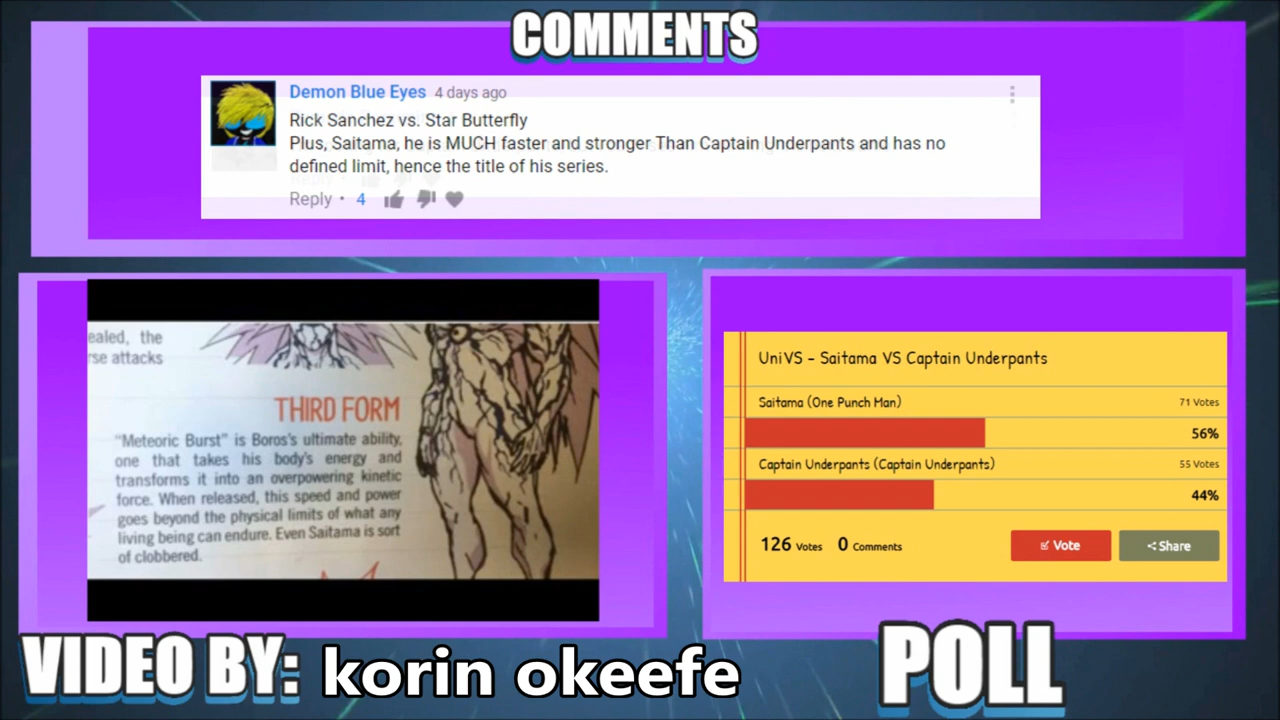 COMMENTS
Demon Blue Eyes 4 days ago
Rick Sanchez vs. Star Butterfly
Plus, Saitama, he is MUCH faster and stronger Than Captain Underpants and has no
defined limit, hence the title of his series.
Reply • 4
ealed, the
rse attacks
THIRD FORM
"Meteoric Burst" is Boros's ultimate ability,
one that takes his body's energy and
transforms it into an overpowering kinetic
force. When released, this speed and power
goes beyond the physical limits of what any
living being can endure. Even Saitama is sort
of clobbered.
UniVS - Saitama VS Captain Underpants
Saitama (One Punch Man) 71 Votes
56%
Captain Underpants (Captain Underpants) 55 Votes
44%
126 Votes 0 Comments Vote Share
VIDEO BY: korin okeefe
POLL